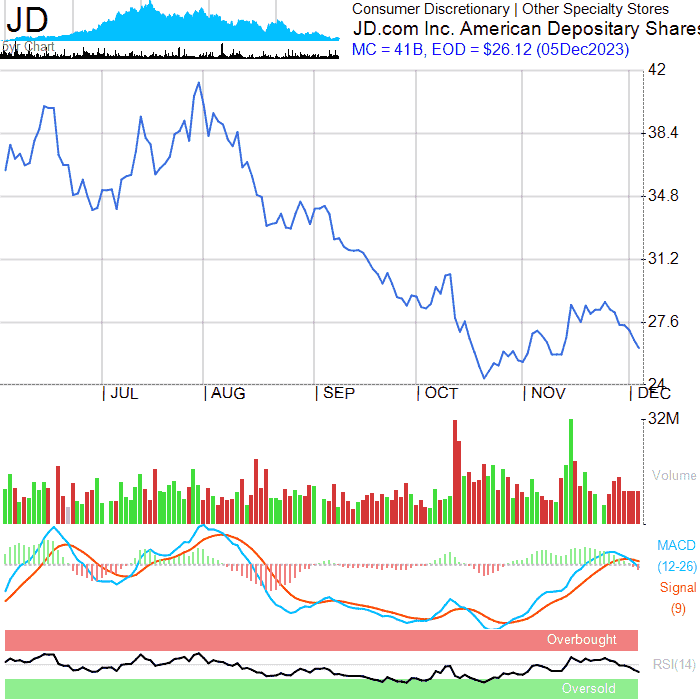 JD
Consumer Discretionary | Other Specialty Stores
JD.com Inc. American Depositary Shares
MC = 41B, EOD = $26.12 (05Dec2023)
Chart
42
38.4
34.8
31.2
27.6
24
JUL AUG SEP OCT NOV DEC
32M
Volume
MACD
(12-26)
Signal
(9)
Overbought
RSI(14)
Oversold